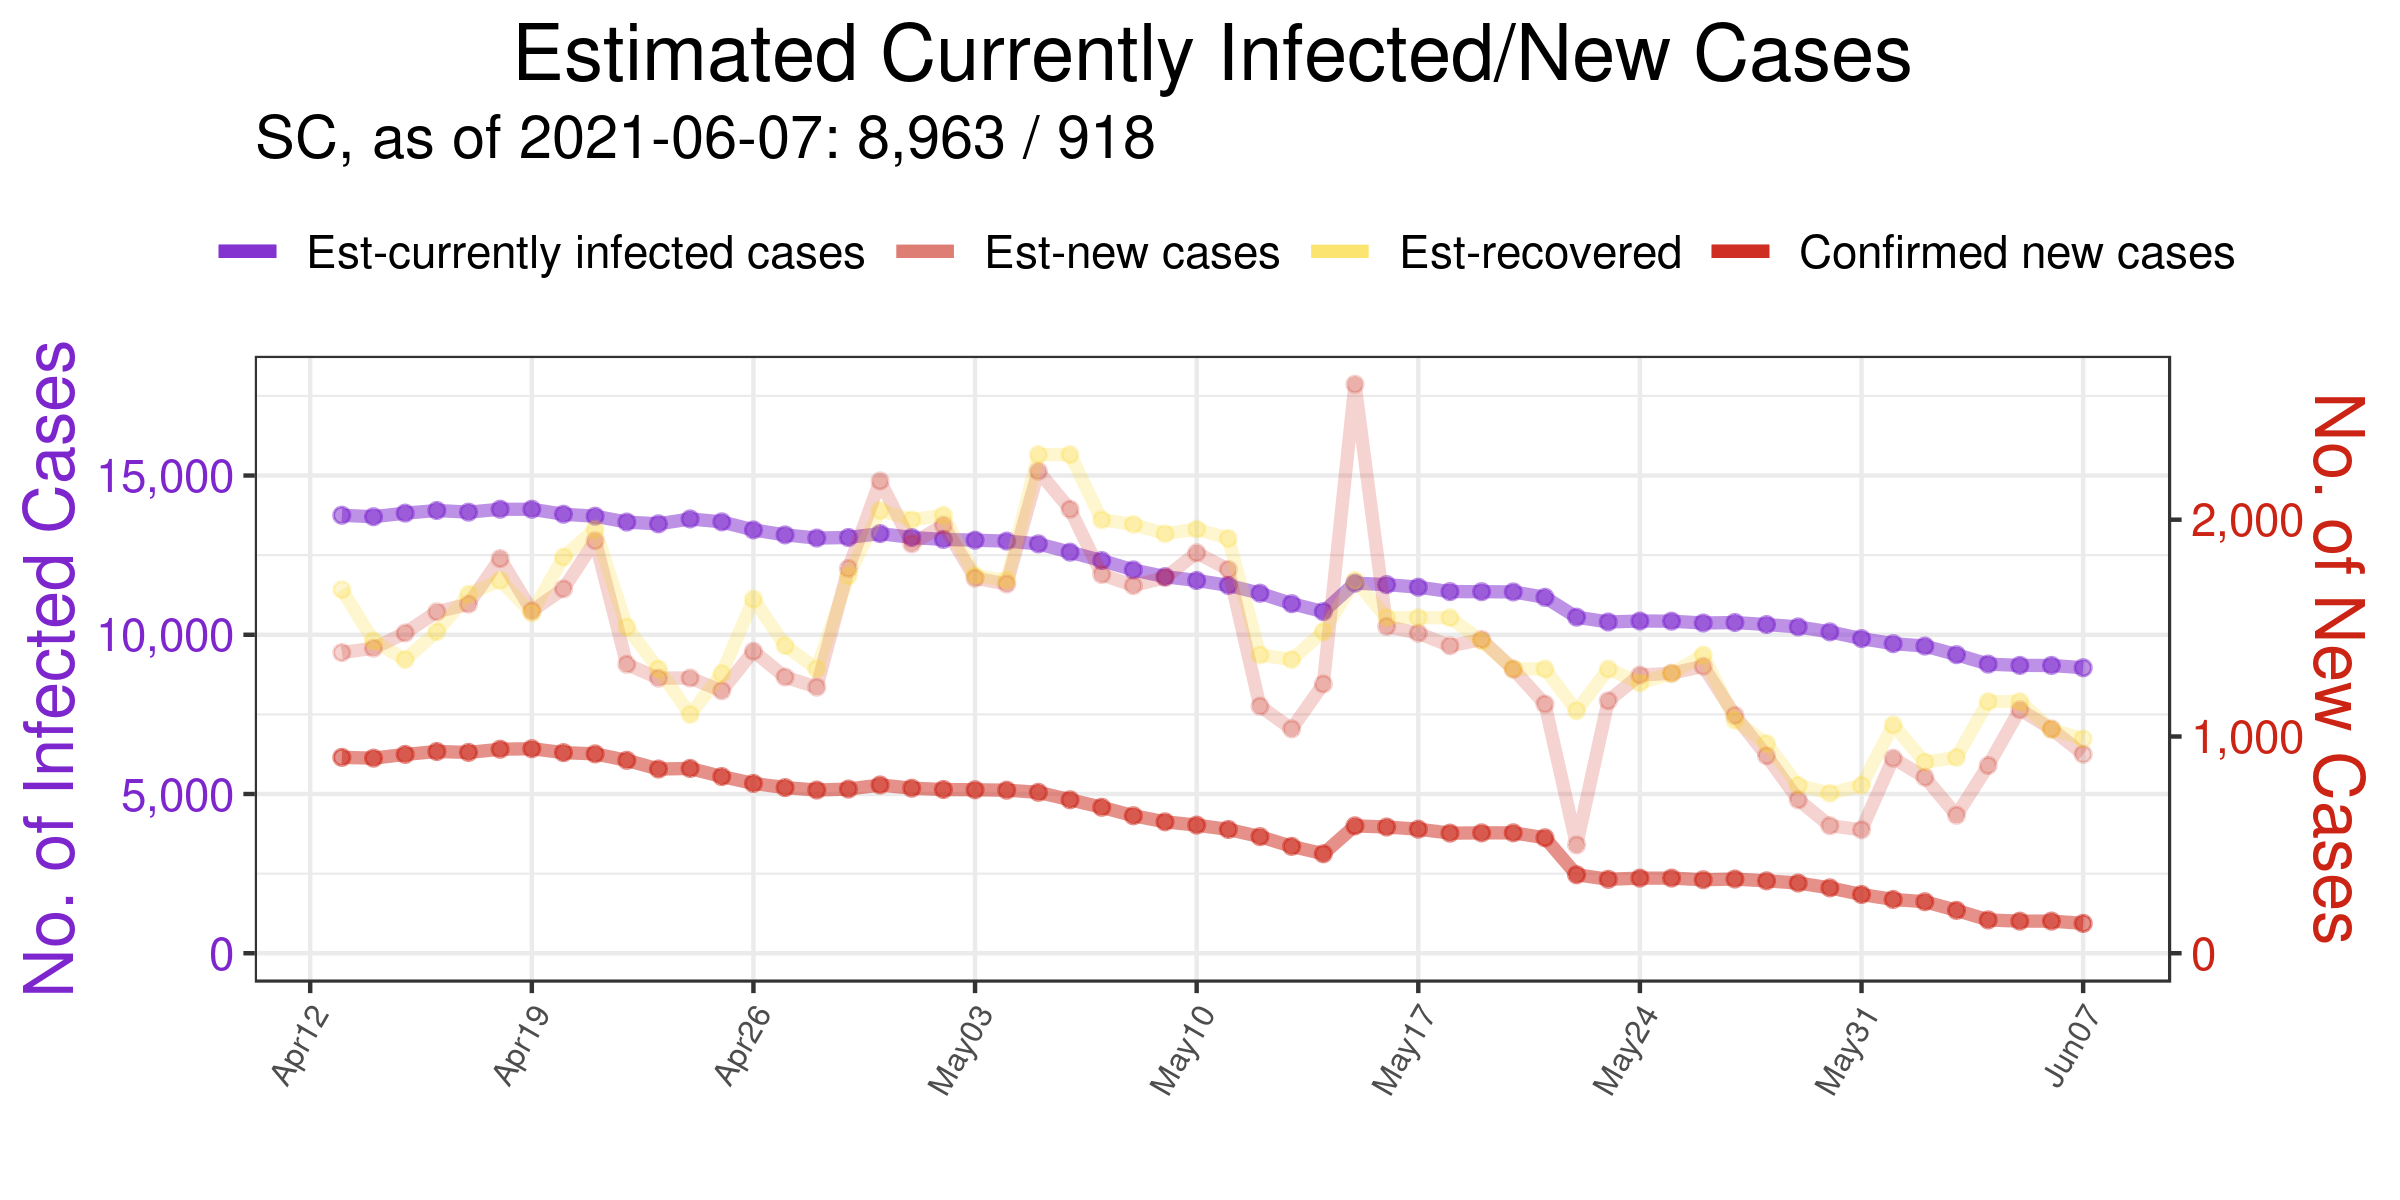 Estimated Currently Infected/New Cases
SC, as of 2021-06-07: 8,963 / 918
Est-currently infected cases Est-new cases Est-recovered Confirmed new cases
No. of Infected Cases
15,000
10,000
5,000
0
2,000
1,000
0
No. of New Cases
Apr12 Apr19 Apr26 May03 May10 May17 May24 May31 Jun07